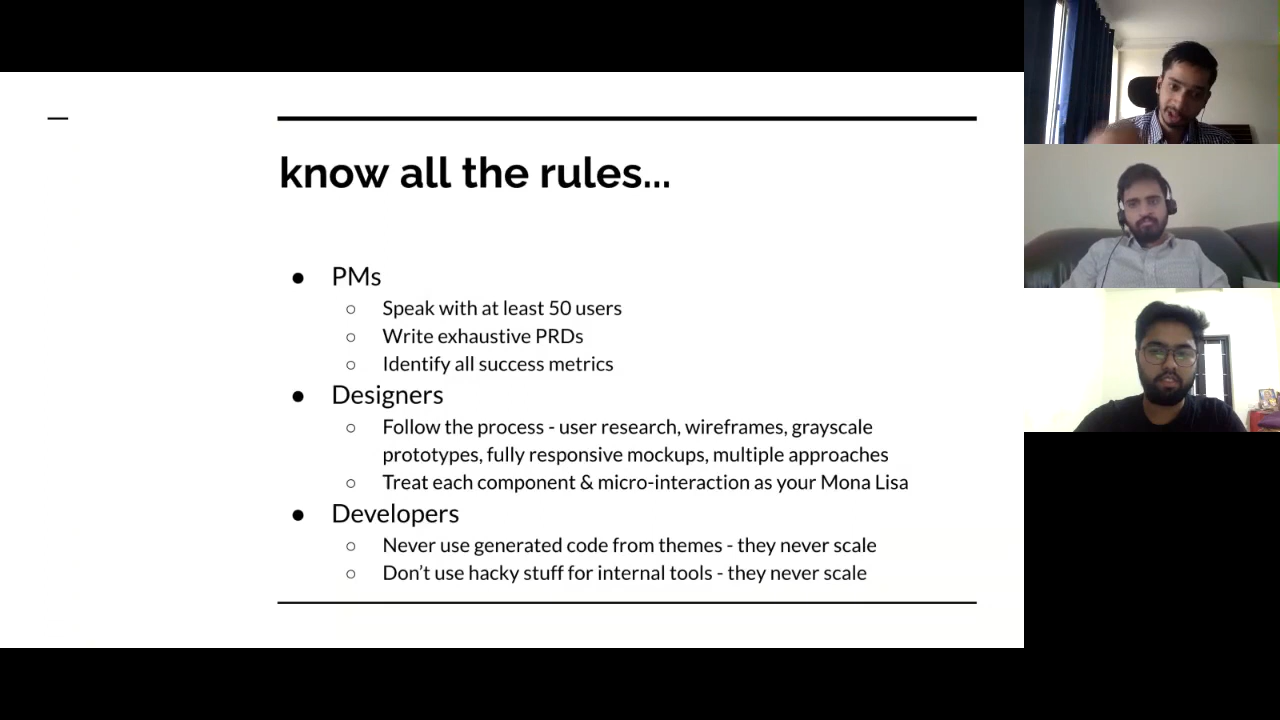 know all the rules...
● PMs
○ Speak with at least 50 users
○ Write exhaustive PRDs
○ Identify all success metrics
● Designers
○ Follow the process - user research, wireframes, grayscale
prototypes, fully responsive mockups, multiple approaches
○ Treat each component & micro-interaction as your Mona Lisa
● Developers
○ Never use generated code from themes - they never scale
○ Don’t use hacky stuff for internal tools - they never scale